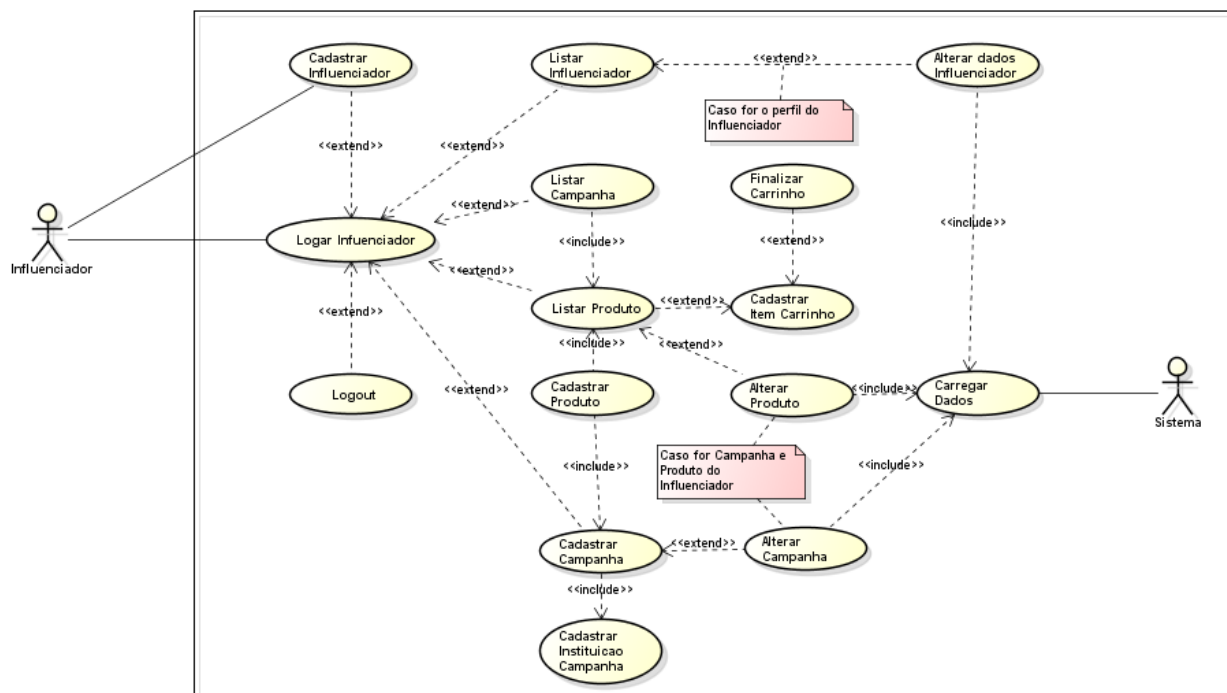 Cadastrar
Influenciador
Listar
Influenciador
<<extend>>
Alterar dados
Influenciador
Caso for o perfil do
Influenciador
<<extend>>
<<extend>>
Listar
Campanha
Finalizar
Carrinho
<<extend>>
<<include>>
<<include>>
<<extend>>
Logar Infuenciador
Influenciador
<<extend>>
Listar Produto
<<extend>>
Cadastrar
Item Carrinho
<<extend>>
<<include>>
<<extend>>
Logout
<<extend>>
Cadastrar
Produto
Alterar
Produto
<<include>>
Carregar
Dados
Sistema
<<include>>
Caso for Campanha e
Produto do
Influenciador
<<include>>
Cadastrar
Campanha
<<extend>>
Alterar
Campanha
<<include>>
Cadastrar
Instituicao
Campanha